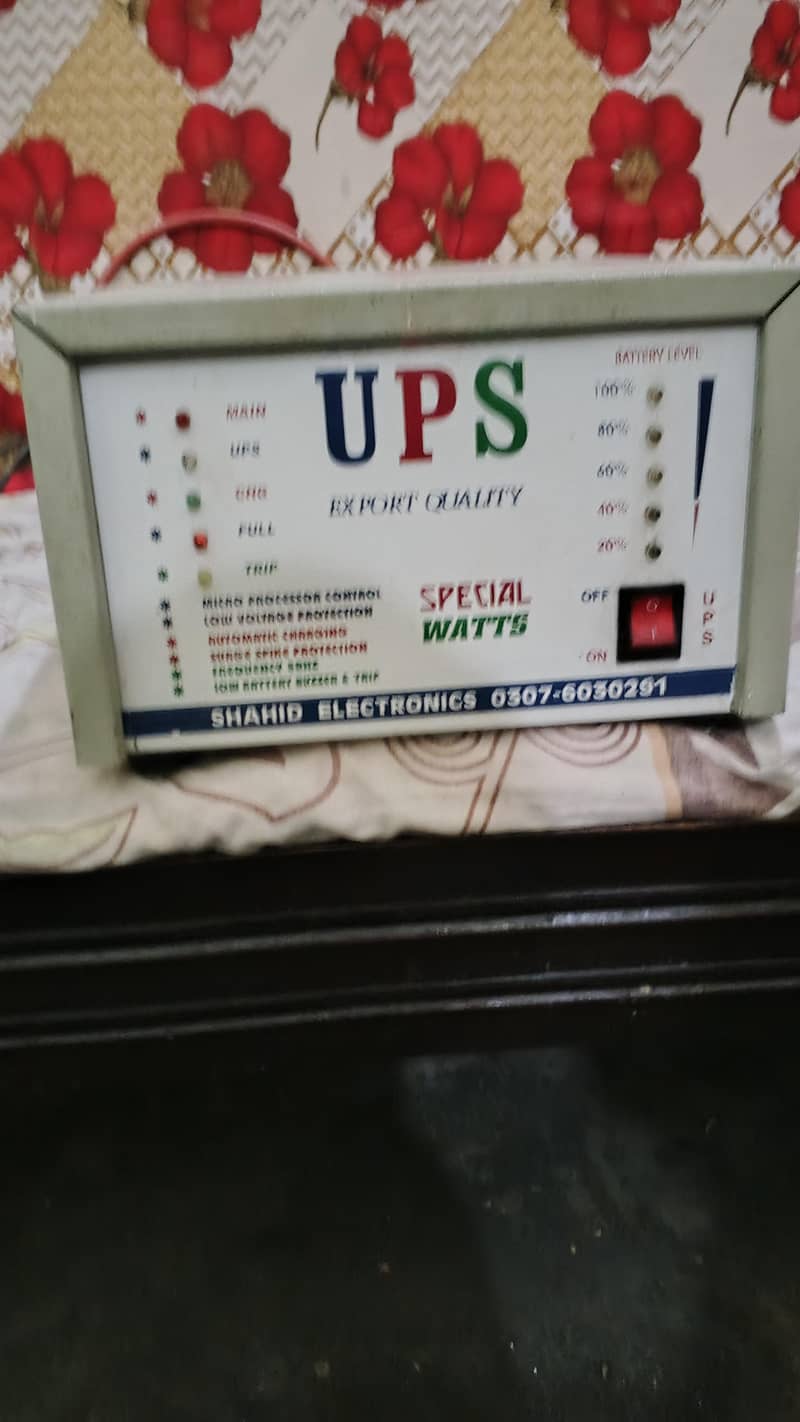 BATTERY LEVEL
UPS
MAIN
UPS
CHG
FULL
TRIP
EXPORT QUALITY
100%
80%
60%
40%
20%
MICRO PROCESSOR CONTROL
LOW VOLTAGE PROTECTION
AUTOMATIC CHARGING
SURGE SPIKE PROTECTION
FREQUENCY 50HZ
LOW BATTERY BUZZER & TRIP
SPECIAL
WATTS
OFF
ON
UPS
SHAHID ELECTRONICS 0307-6030291